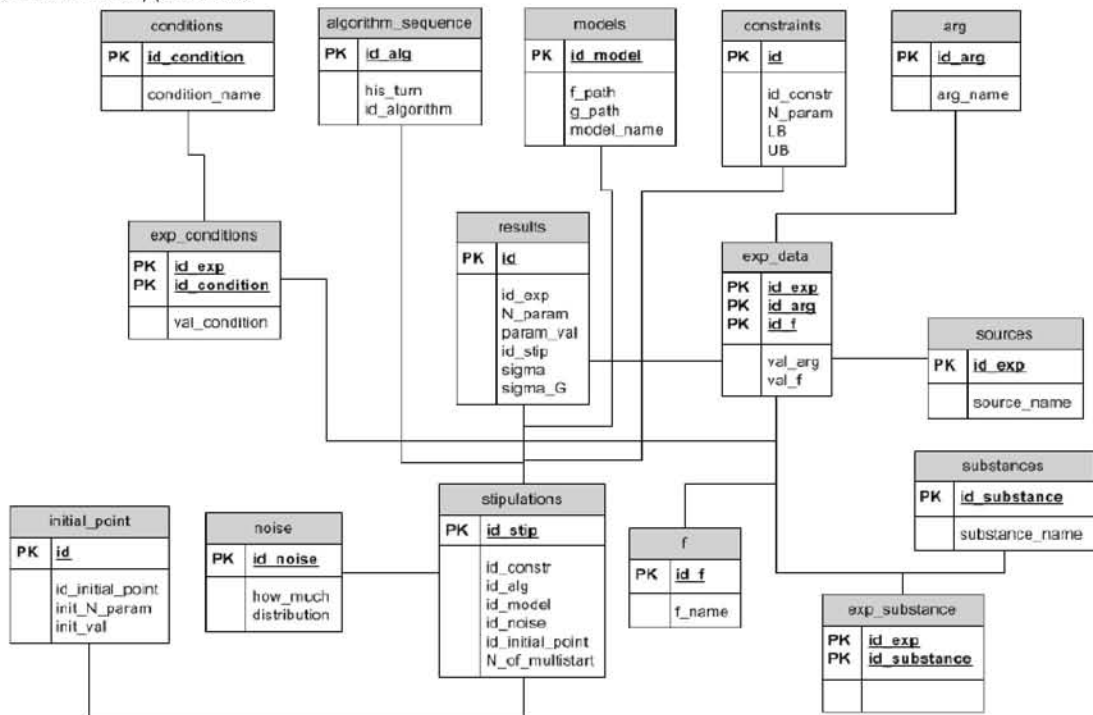 conditions
PK id_condition
condition_name
algorithm_sequence
PK id_alg
his_turn
id_algorithm
models
PK id_model
f_path
g_path
model_name
constraints
PK id
id_constr
N_param
LB
UB
arg
PK id_arg
arg_name
exp_conditions
PK id_exp
PK id_condition
val_condition
results
PK id
id_exp
N_param
param_val
id_stip
sigma
sigma_G
exp_data
PK id_exp
PK id_arg
PK id_f
val_arg
val_f
sources
PK id_exp
source_name
substances
PK id_substance
substance_name
initial_point
PK id
id_initial_point
init_N_param
init_val
noise
PK id_noise
how_much
distribution
stipulations
PK id_stip
id_constr
id_alg
id_model
id_noise
id_initial_point
N_of_multistart
f
PK id_f
f_name
exp_substance
PK id_exp
PK id_substance